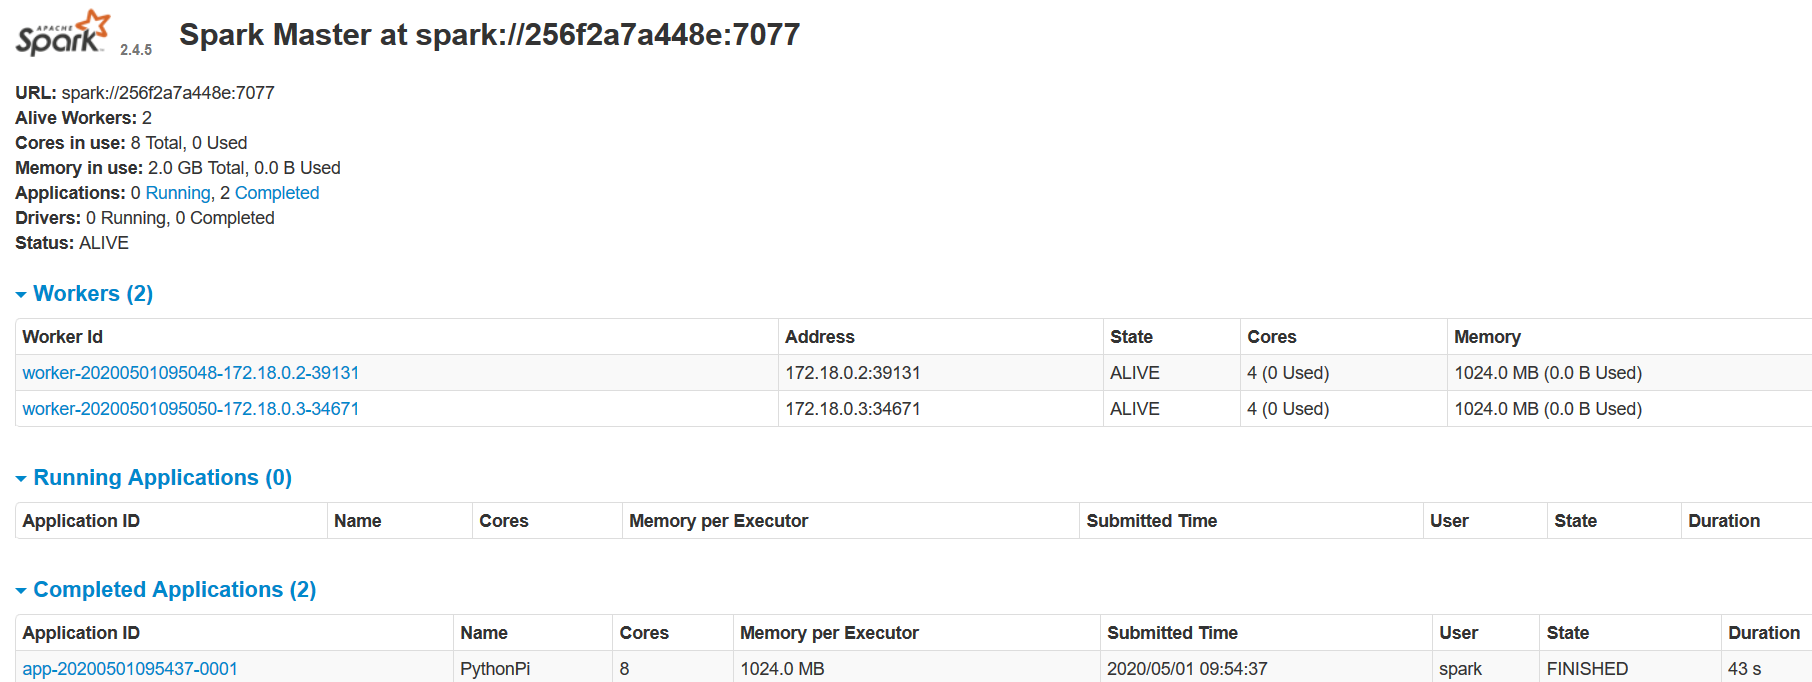 APACHE
Spark 2.4.5 Spark Master at spark://256f2a7a448e:7077
URL: spark://256f2a7a448e:7077
Alive Workers: 2
Cores in use: 8 Total, 0 Used
Memory in use: 2.0 GB Total, 0.0 B Used
Applications: 0 Running, 2 Completed
Drivers: 0 Running, 0 Completed
Status: ALIVE
Workers (2)
Worker Id Address State Cores Memory
worker-20200501095048-172.18.0.2-39131 172.18.0.2:39131 ALIVE 4 (0 Used) 1024.0 MB (0.0 B Used)
worker-20200501095050-172.18.0.3-34671 172.18.0.3:34671 ALIVE 4 (0 Used) 1024.0 MB (0.0 B Used)
Running Applications (0)
Application ID Name Cores Memory per Executor Submitted Time User State Duration
Completed Applications (2)
Application ID Name Cores Memory per Executor Submitted Time User State Duration
app-20200501095437-0001 PythonPi 8 1024.0 MB 2020/05/01 09:54:37 spark FINISHED 43 s